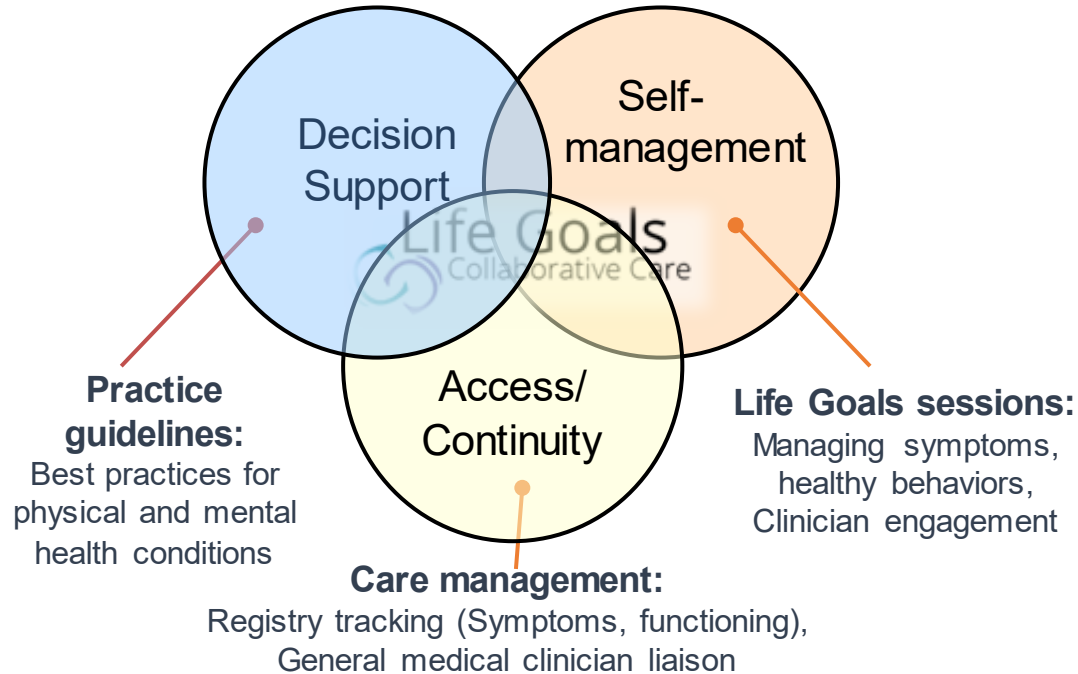 Decision
Support
Self-
management
Life Goals
Collaborative Care
Access/
Continuity
Practice
guidelines:
Best practices for
physical and mental
health conditions
Life Goals sessions:
Managing symptoms,
healthy behaviors,
Clinician engagement
Care management:
Registry tracking (Symptoms, functioning),
General medical clinician liaison